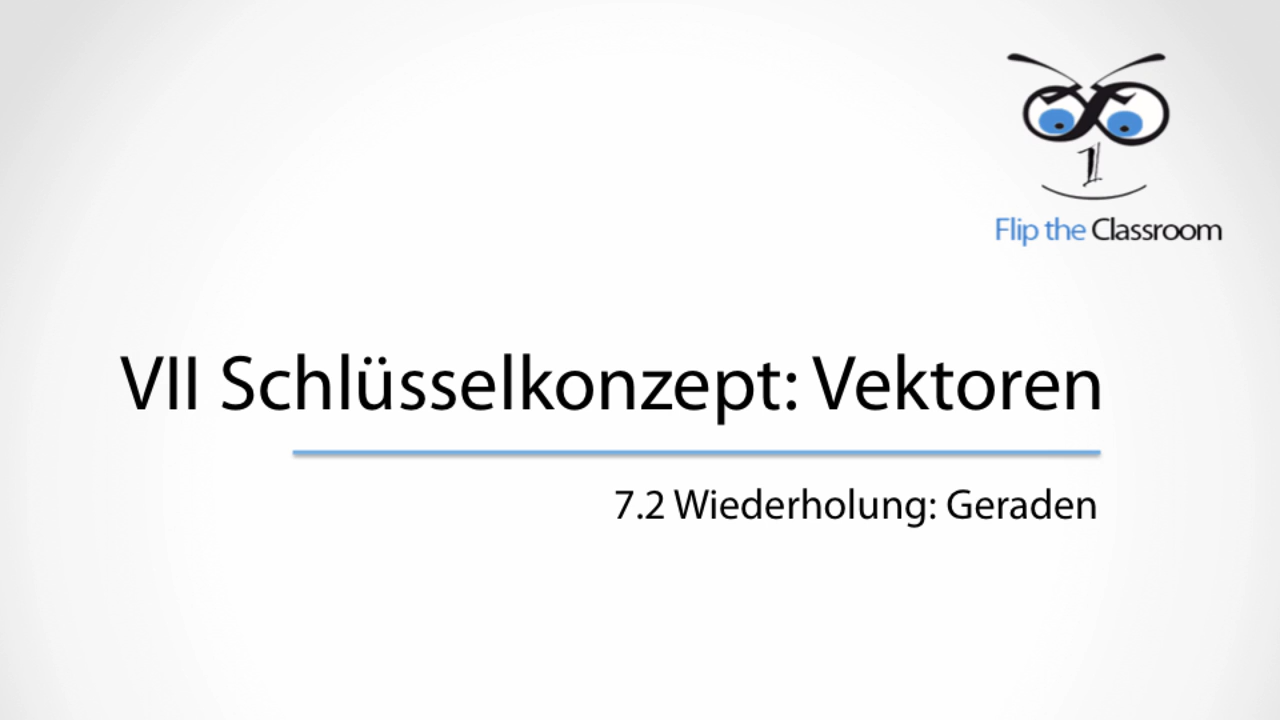 Flip the Classroom
VII Schlüsselkonzept: Vektoren
7.2 Wiederholung: Geraden